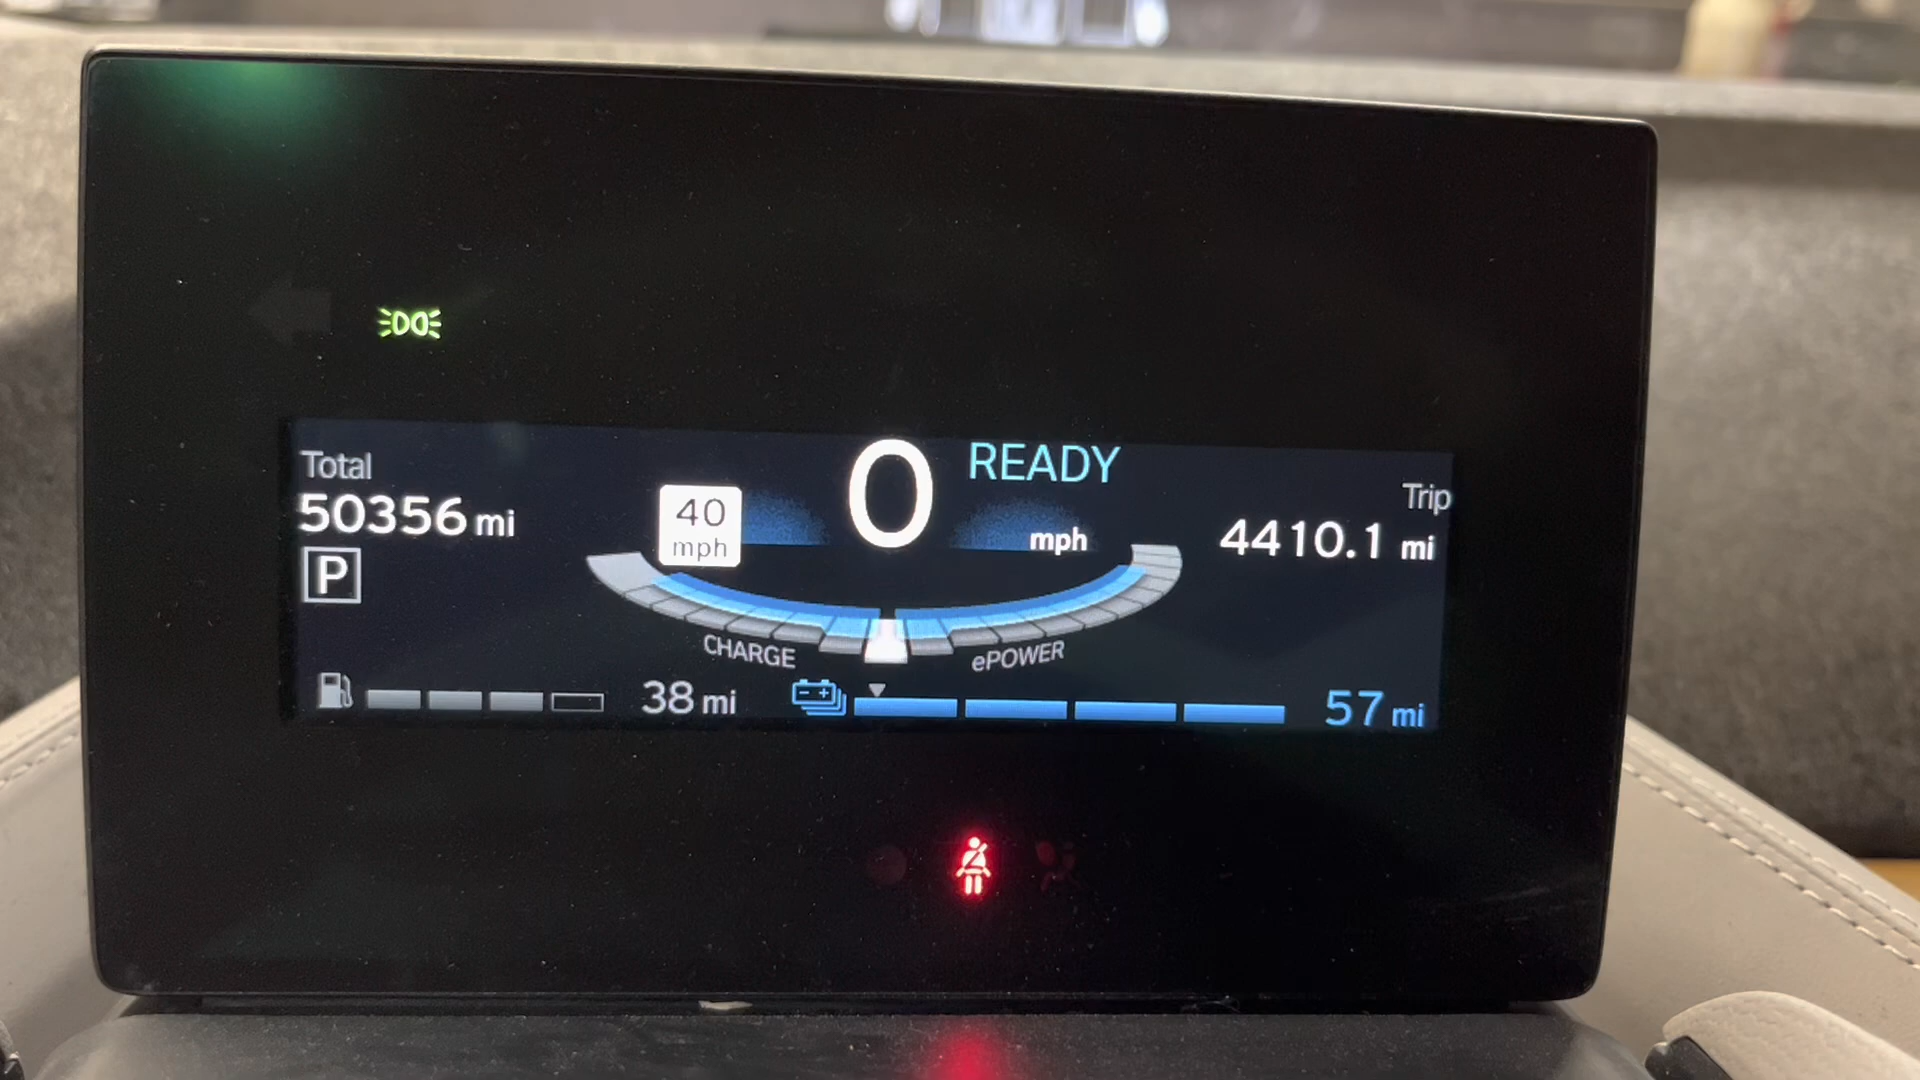 Total
50356 mi
P
40
mph
0
READY
mph
Trip
4410.1 mi
CHARGE
ePOWER
38 mi
57 mi